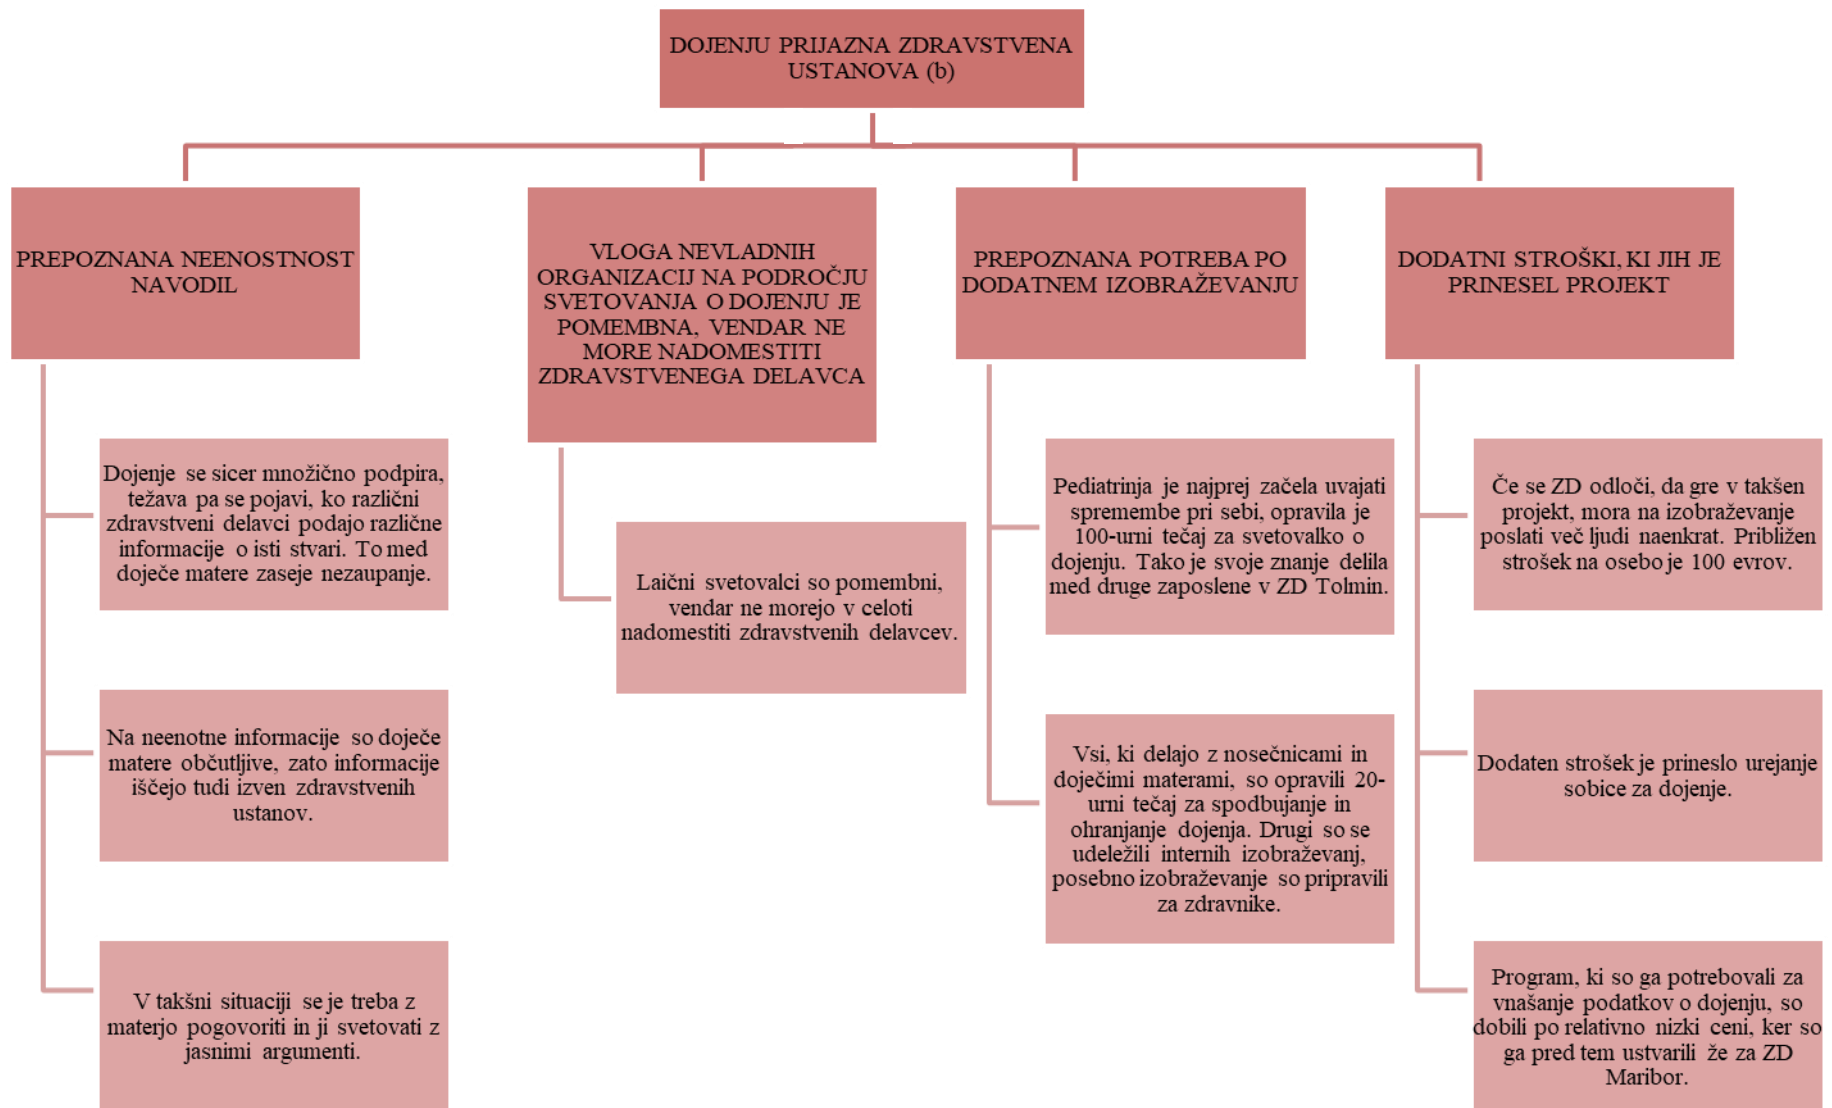 DOJENJU PRIJAZNA ZDRAVSTVENA
USTANOVA (b)
PREPOZNANA NEENOSTNOST
NAVODIL
Dojenje se sicer množično podpira,
težava pa se pojavi, ko različni
zdravstveni delavci podajo različne
informacije o isti stvari. To med
doječe matere zaseje nezaupanje.
Na neenotne informacije so doječe
matere občutljive, zato informacije
iščejo tudi izven zdravstvenih
ustanov.
V takšni situaciji se je treba z
materjo pogovoriti in ji svetovati z
jasnimi argumenti.
VLOGA NEVLADNIH
ORGANIZACIJ NA PODROČJU
SVETOVANJA O DOJENJU JE
POMEMBNA, VENDAR NE
MORE NADOMESTITI
ZDRAVSTVENEGA DELAVCA
Laični svetovalci so pomembni,
vendar ne morejo v celoti
nadomestiti zdravstvenih delavcev.
PREPOZNANA POTREBA PO
DODATNEM IZOBRAŽEVANJU
Pediatrinja je najprej začela uvajati
spremembe pri sebi, opravila je
100-urni tečaj za svetovalko o
dojenju. Tako je svoje znanje delila
med druge zaposlene v ZD Tolmin.
Vsi, ki delajo z nosečnicami in
doječimi materami, so opravili 20-
urni tečaj za spodbujanje in
ohranjanje dojenja. Drugi so se
udeležili internih izobraževanj,
posebno izobraževanje so pripravili
za zdravnike.
DODATNI STROŠKI, KI JIH JE
PRINESEL PROJEKT
Če se ZD odloči, da gre v takšen
projekt, mora na izobraževanje
poslati več ljudi naenkrat. Približen
strošek na osebo je 100 evrov.
Dodaten strošek je prineslo urejanje
sobice za dojenje.
Program, ki so ga potrebovali za
vnašanje podatkov o dojenju, so
dobili po relativno nizki ceni, ker so
ga pred tem ustvarili že za ZD
Maribor.